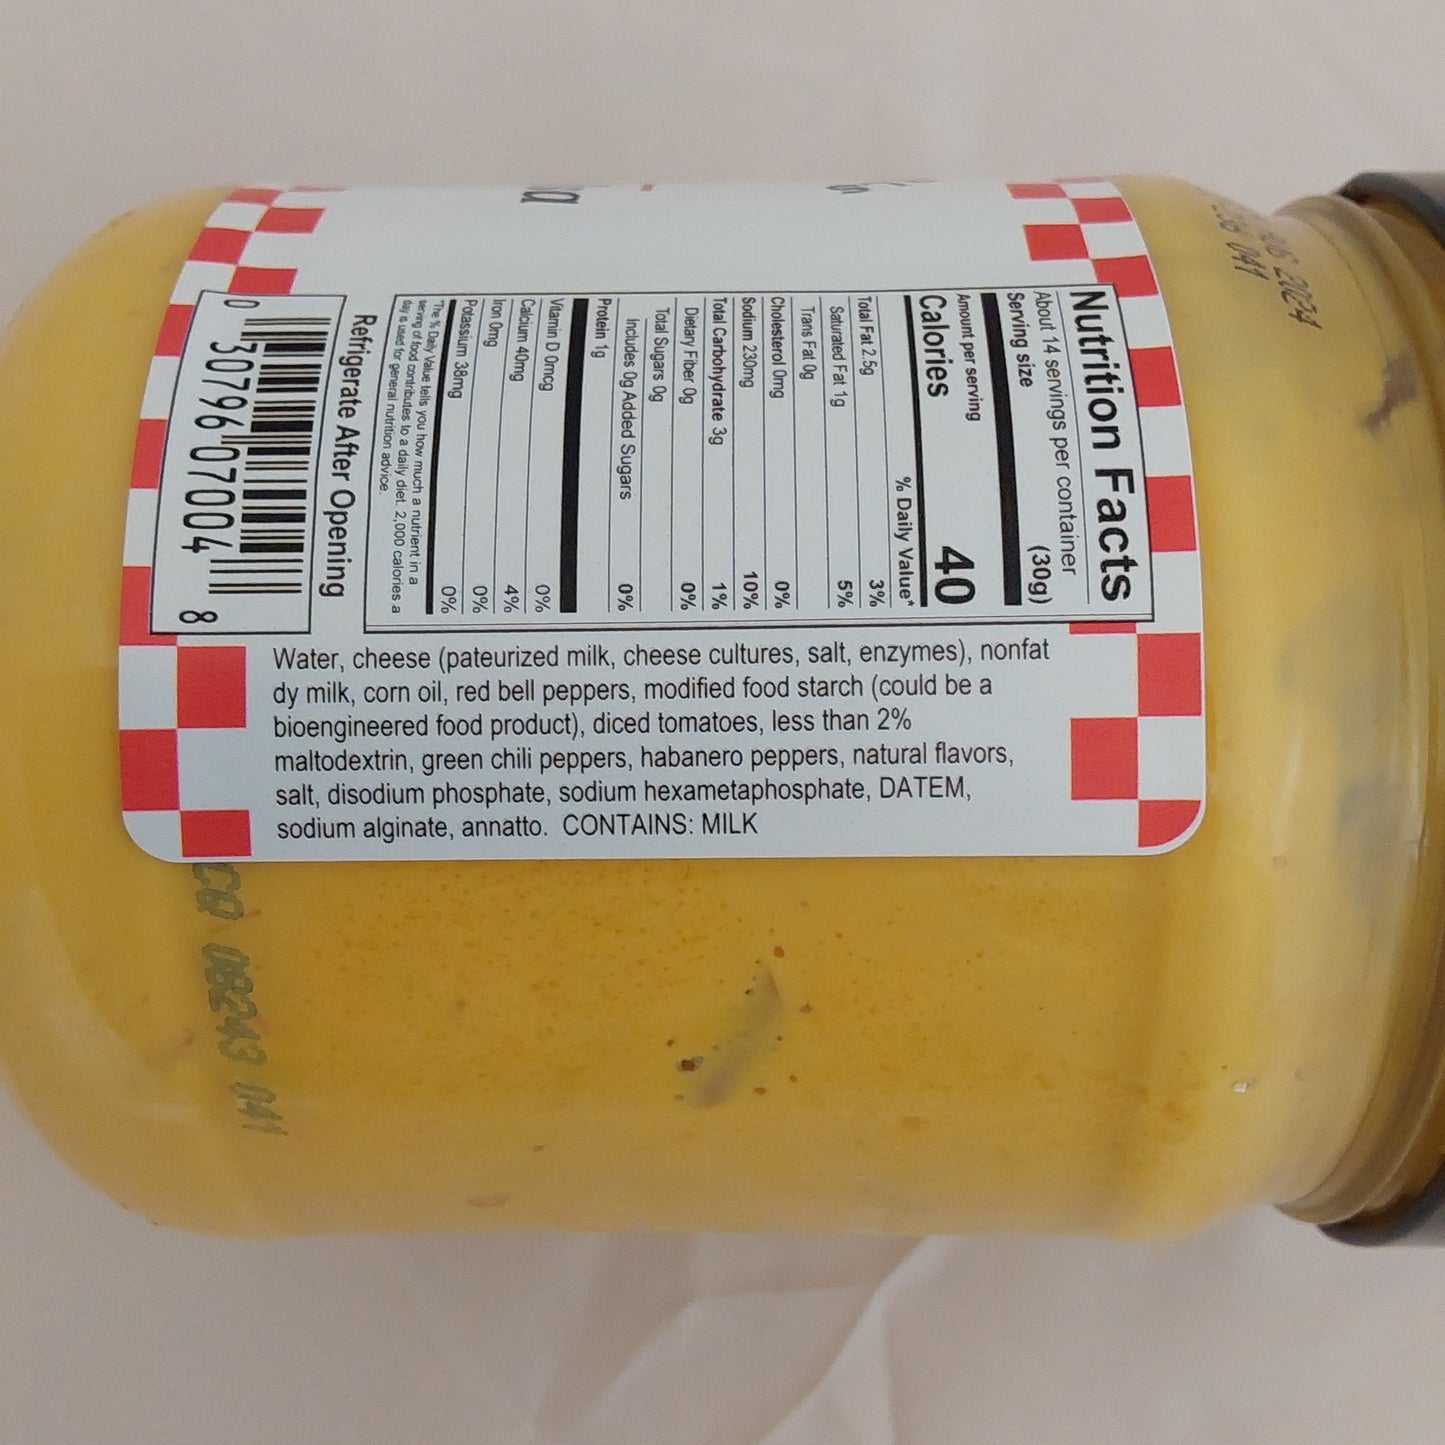 Nutrition Facts
About 14 servings per container
Serving size (30g)
Amount per serving
Calories 40
% Daily Value*
Total Fat 2.5g 3%
Saturated Fat 1g 5%
Trans Fat 0g
Cholesterol 0mg 0%
Sodium 230mg 10%
Total Carbohydrate 3g 1%
Dietary Fiber 0g 0%
Total Sugars 0g
Includes 0g Added Sugars 0%
Protein 1g
Vitamin D 0mcg 0%
Calcium 40mg 4%
Iron 0mg 0%
Potassium 38mg 0%
*The % Daily Value tells you how much a nutrient in a
serving of food contributes to a daily diet. 2,000 calories a
day is used for general nutrition advice.
Refrigerate After Opening
0 30796 07004 8
Water, cheese (pateurized milk, cheese cultures, salt, enzymes), nonfat
dy milk, corn oil, red bell peppers, modified food starch (could be a
bioengineered food product), diced tomatoes, less than 2%
maltodextrin, green chili peppers, habanero peppers, natural flavors,
salt, disodium phosphate, sodium hexametaphosphate, DATEM,
sodium alginate, annatto. CONTAINS: MILK
08243 041
2024
041